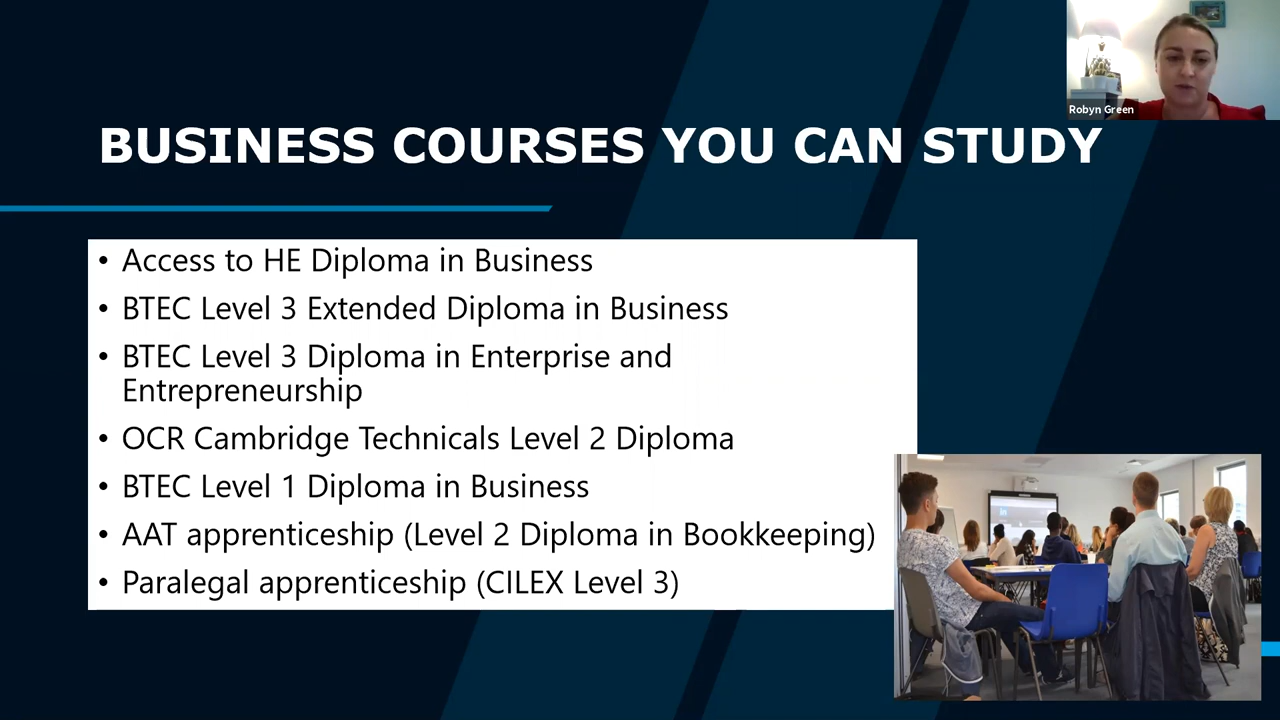 Robyn Green
BUSINESS COURSES YOU CAN STUDY
• Access to HE Diploma in Business
• BTEC Level 3 Extended Diploma in Business
• BTEC Level 3 Diploma in Enterprise and
Entrepreneurship
• OCR Cambridge Technicals Level 2 Diploma
• BTEC Level 1 Diploma in Business
• AAT apprenticeship (Level 2 Diploma in Bookkeeping)
• Paralegal apprenticeship (CILEX Level 3)